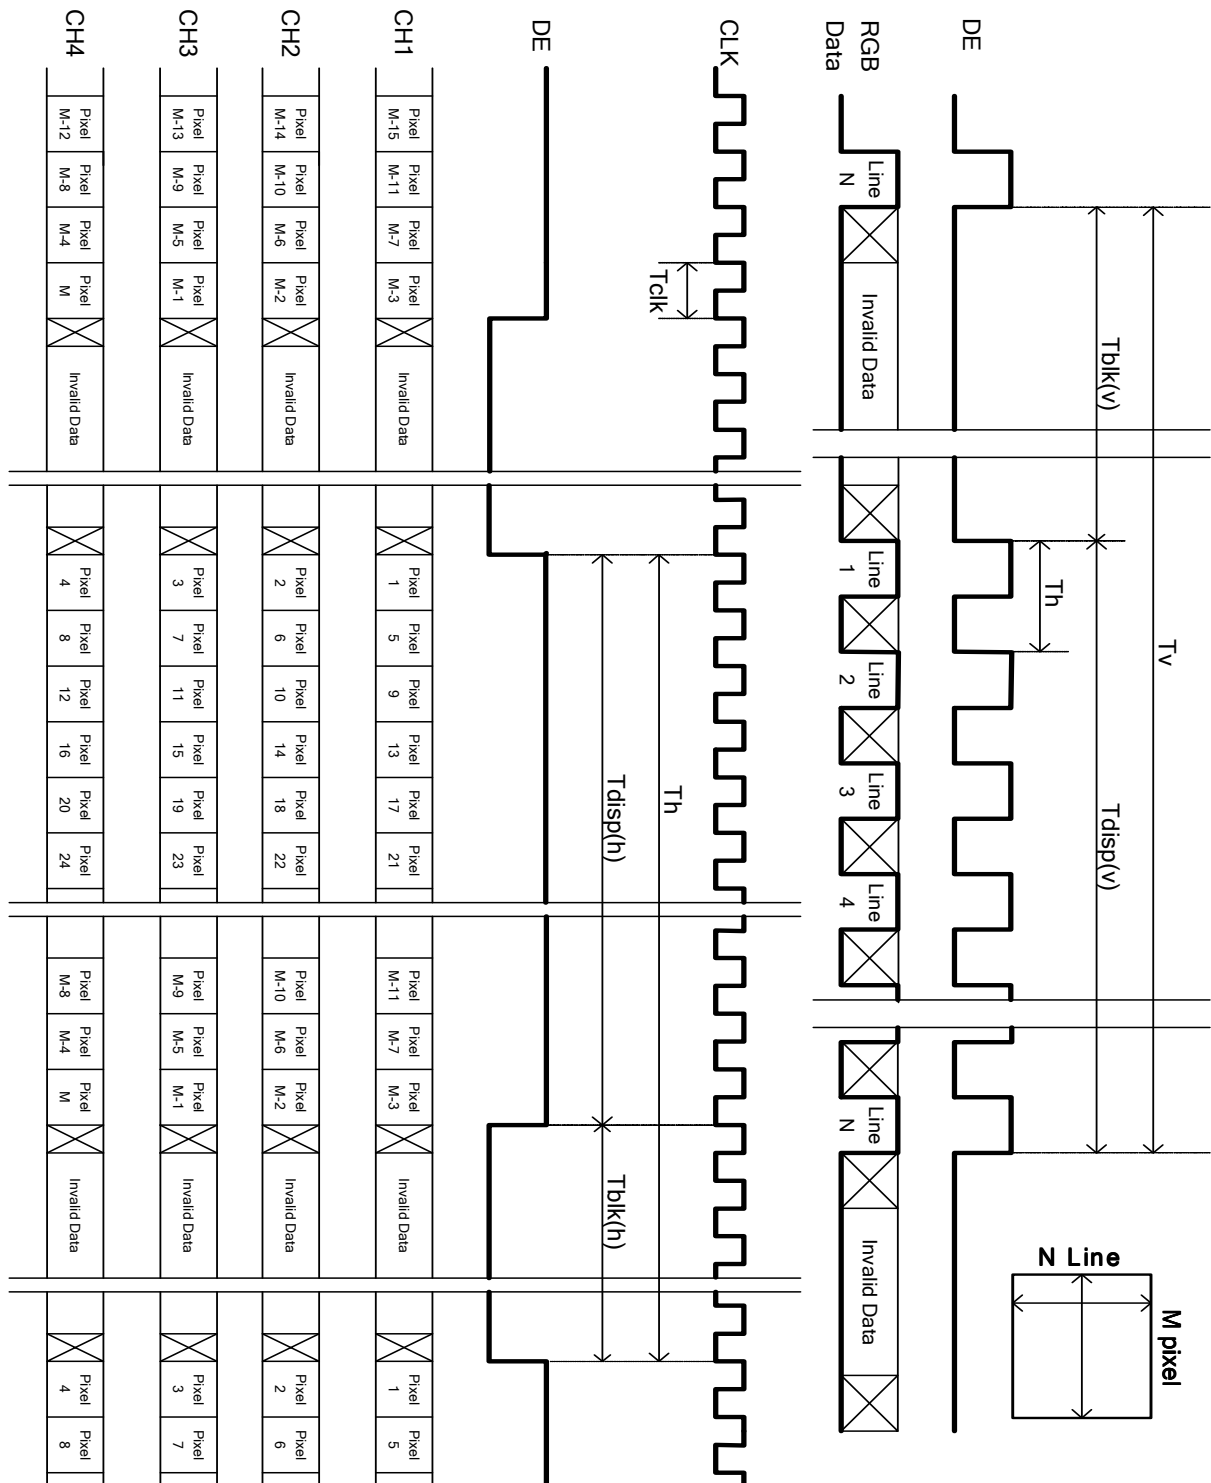 M pixel
N Line
Tv
Tblk(v)
Tdisp(v)
Th
DE
RGB
Data
Line
N
Invalid Data
Line
1
Line
2
Line
3
Line
4
Line
N
Invalid Data
CLK
Tclk
Th
Tdisp(h)
Tblk(h)
DE
CH1
Pixel
M-15
Pixel
M-11
Pixel
M-7
Pixel
M-3
Invalid Data
Pixel
1
Pixel
5
Pixel
9
Pixel
13
Pixel
17
Pixel
21
Pixel
M-11
Pixel
M-7
Pixel
M-3
Invalid Data
Pixel
1
Pixel
5
CH2
Pixel
M-14
Pixel
M-10
Pixel
M-6
Pixel
M-2
Invalid Data
Pixel
2
Pixel
6
Pixel
10
Pixel
14
Pixel
18
Pixel
22
Pixel
M-10
Pixel
M-6
Pixel
M-2
Invalid Data
Pixel
2
Pixel
6
CH3
Pixel
M-13
Pixel
M-9
Pixel
M-5
Pixel
M-1
Invalid Data
Pixel
3
Pixel
7
Pixel
11
Pixel
15
Pixel
19
Pixel
23
Pixel
M-9
Pixel
M-5
Pixel
M-1
Invalid Data
Pixel
3
Pixel
7
CH4
Pixel
M-12
Pixel
M-8
Pixel
M-4
Pixel
M
Invalid Data
Pixel
4
Pixel
8
Pixel
12
Pixel
16
Pixel
20
Pixel
24
Pixel
M-8
Pixel
M-4
Pixel
M
Invalid Data
Pixel
4
Pixel
8